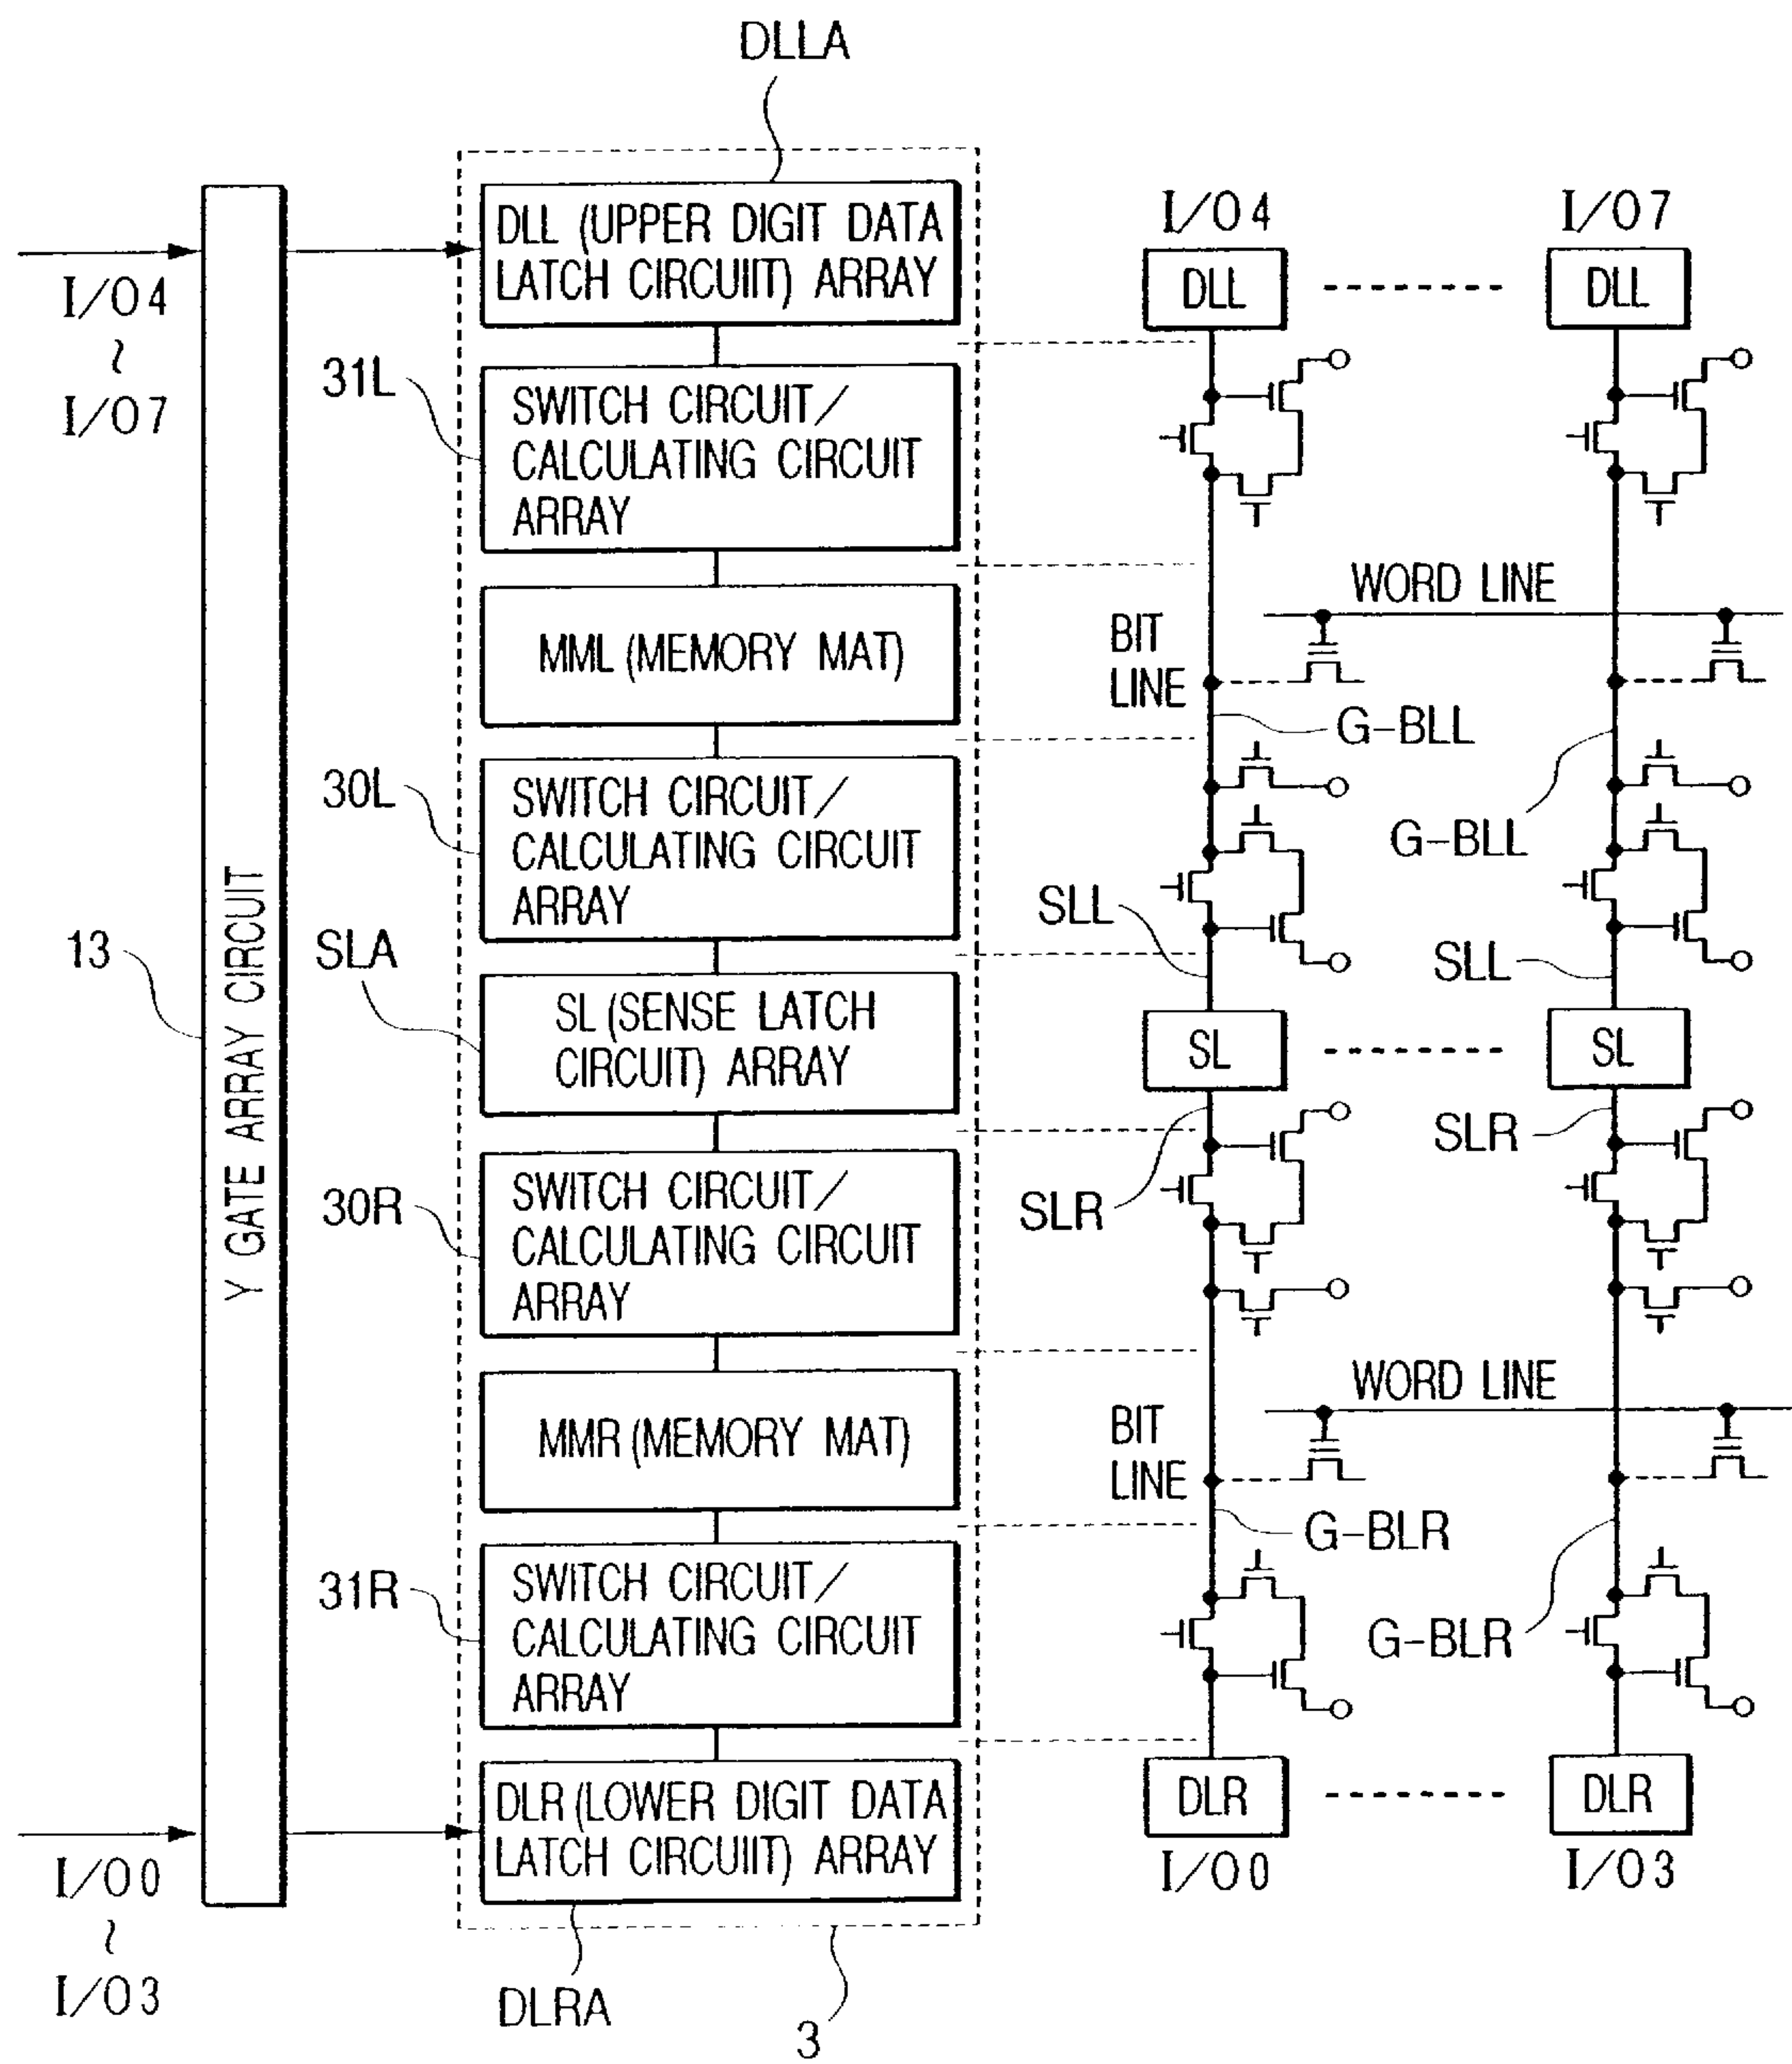 DLLA
I/O4
~
I/O7
13
Y GATE ARRAY CIRCUIT
DLL (UPPER DIGIT DATA
LATCH CIRCUIIT) ARRAY
31L
SWITCH CIRCUIT/
CALCULATING CIRCUIT
ARRAY
MML (MEMORY MAT)
30L
SWITCH CIRCUIT/
CALCULATING CIRCUIT
ARRAY
SLA
SL (SENSE LATCH
CIRCUIT) ARRAY
30R
SWITCH CIRCUIT/
CALCULATING CIRCUIT
ARRAY
MMR (MEMORY MAT)
31R
SWITCH CIRCUIT/
CALCULATING CIRCUIT
ARRAY
DLR (LOWER DIGIT DATA
LATCH CIRCUIIT) ARRAY
I/O0
~
I/O3
DLRA
3
I/O4
I/O7
DLL
DLL
WORD LINE
BIT
LINE
G-BLL
G-BLL
SLL
SLL
SL
SL
SLR
SLR
WORD LINE
BIT
LINE
G-BLR
G-BLR
DLR
DLR
I/O0
I/O3